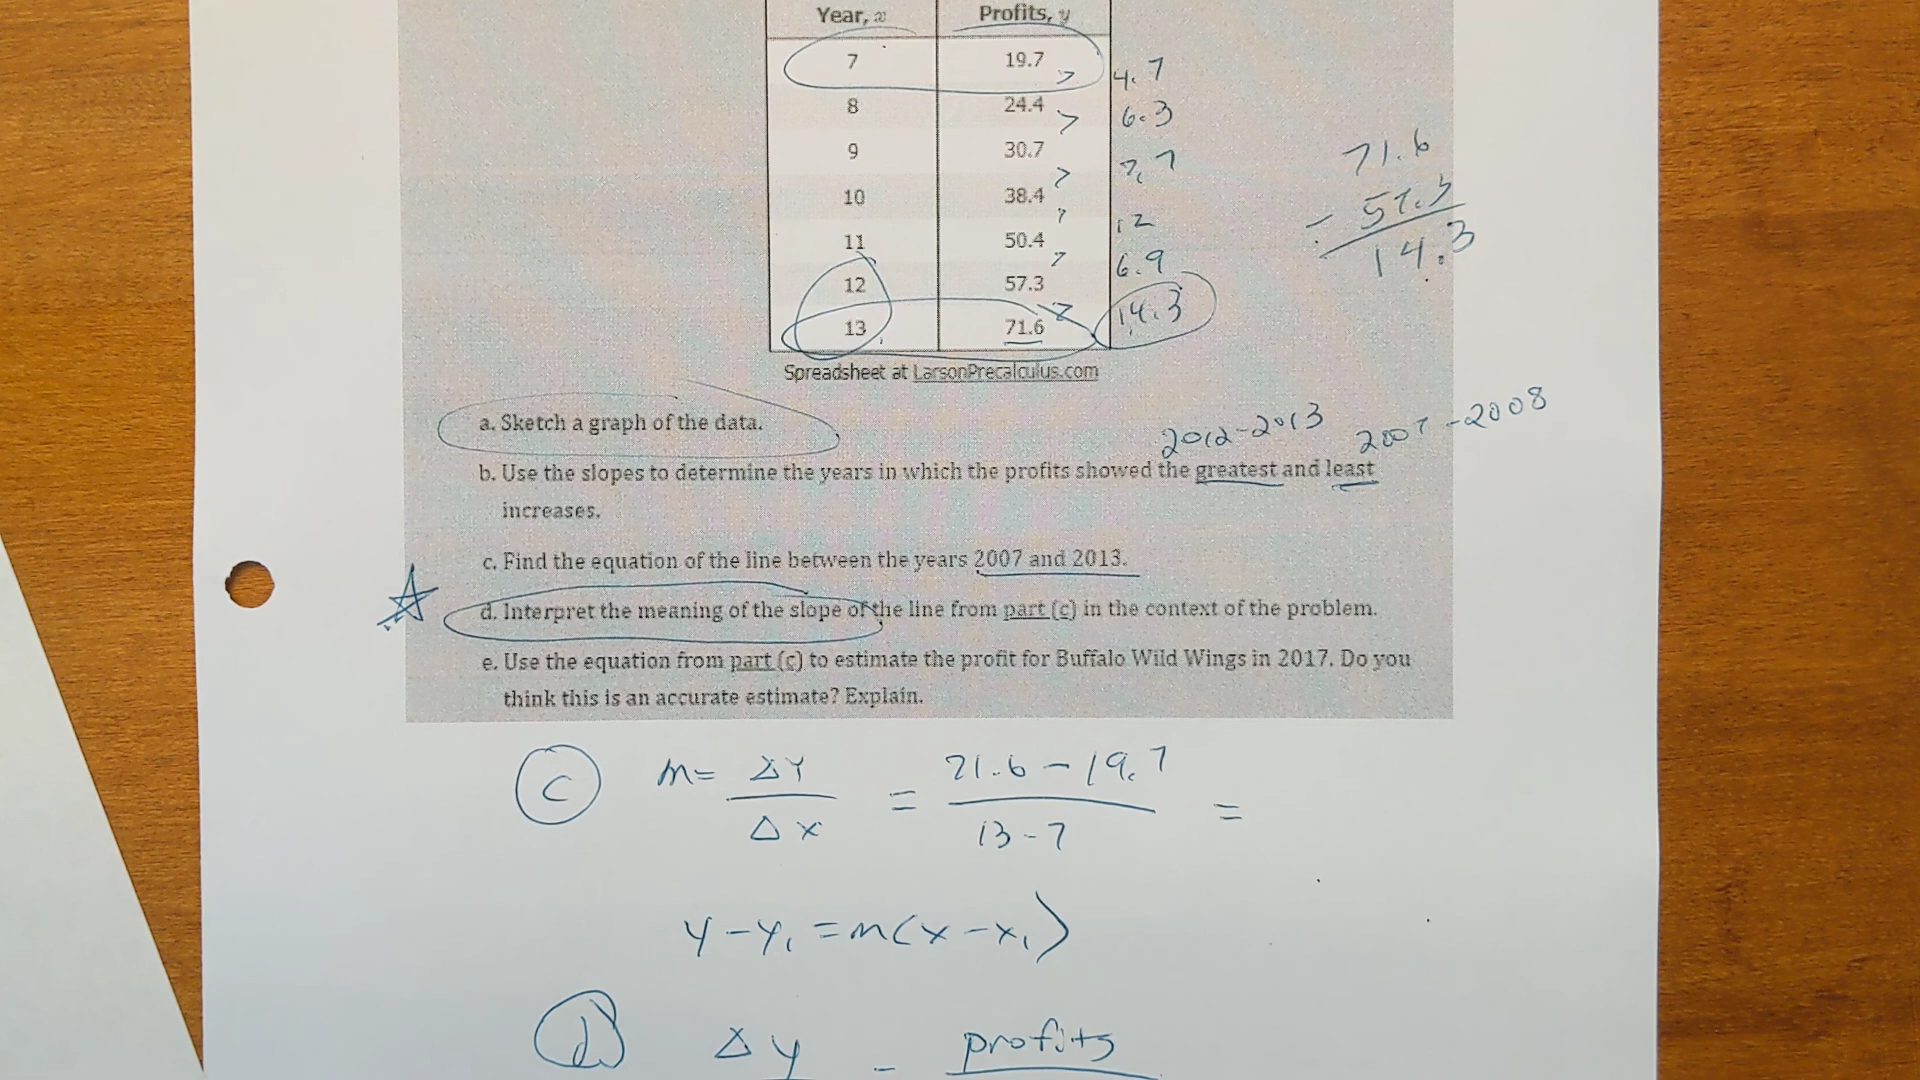 Year, x Profits, y
7 19.7 > 4.7
8 24.4 > 6.3
9 30.7 > 7.7
10 38.4 > 12
11 50.4 > 6.9
12 57.3 > 14.3
13 71.6
71.6
- 57.3
14.3
Spreadsheet at LarsonPrecalculus.com
a. Sketch a graph of the data.
2012-2013 2007-2008
b. Use the slopes to determine the years in which the profits showed the greatest and least
increases.
c. Find the equation of the line between the years 2007 and 2013.
d. Interpret the meaning of the slope of the line from part (c) in the context of the problem.
e. Use the equation from part (c) to estimate the profit for Buffalo Wild Wings in 2017. Do you
think this is an accurate estimate? Explain.
c m= ΔY = 71.6 - 19.7 =
Δx 13-7
y-y₁=m(x-x₁)
d Δy = profits